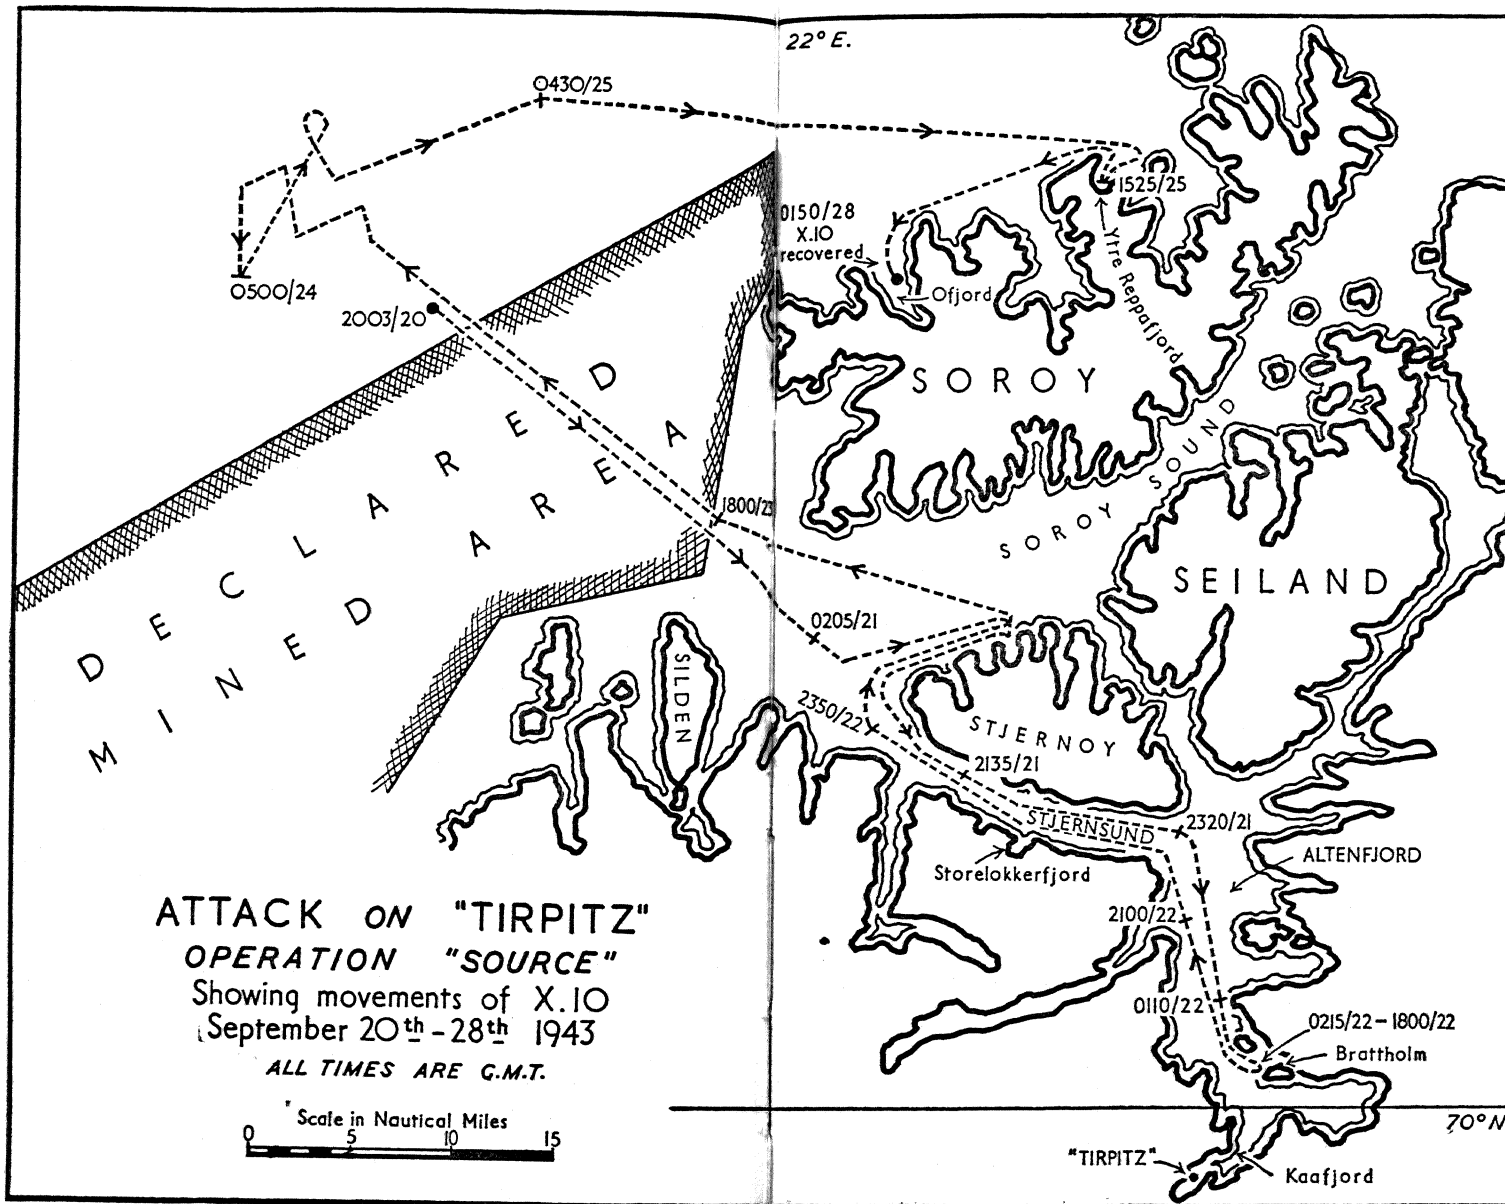 22° E.
0430/25
1525/25
0150/28
X.10
recovered
Ytre Reppafjord
0500/24
Ofjord
2003/20
SOROY
DECLARED
MINED AREA
1800/23
SOROY SOUND
SEILAND
0205/21
SILDEN
2350/22
STJERNOY
2135/21
STJERNSUND
2320/21
Storelokkerfjord
ALTENFJORD
2100/22
0110/22
0215/22 – 1800/22
Brattholm
ATTACK ON "TIRPITZ"
OPERATION "SOURCE"
Showing movements of X.10
September 20th – 28th 1943
ALL TIMES ARE G.M.T.
Scale in Nautical Miles
0 5 10 15
70° N
"TIRPITZ"
Kaafjord